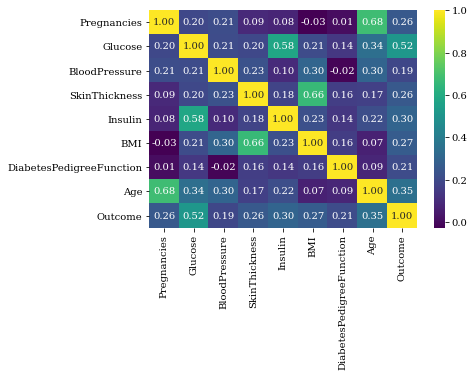 Pregnancies 1.00 0.20 0.21 0.09 0.08 -0.03 0.01 0.68 0.26
Glucose 0.20 1.00 0.21 0.20 0.58 0.21 0.14 0.34 0.52
BloodPressure 0.21 0.21 1.00 0.23 0.10 0.30 -0.02 0.30 0.19
SkinThickness 0.09 0.20 0.23 1.00 0.18 0.66 0.16 0.17 0.26
Insulin 0.08 0.58 0.10 0.18 1.00 0.23 0.14 0.22 0.30
BMI -0.03 0.21 0.30 0.66 0.23 1.00 0.16 0.07 0.27
DiabetesPedigreeFunction 0.01 0.14 -0.02 0.16 0.14 0.16 1.00 0.09 0.21
Age 0.68 0.34 0.30 0.17 0.22 0.07 0.09 1.00 0.35
Outcome 0.26 0.52 0.19 0.26 0.30 0.27 0.21 0.35 1.00
Pregnancies
Glucose
BloodPressure
SkinThickness
Insulin
BMI
DiabetesPedigreeFunction
Age
Outcome
1.0
0.8
0.6
0.4
0.2
0.0